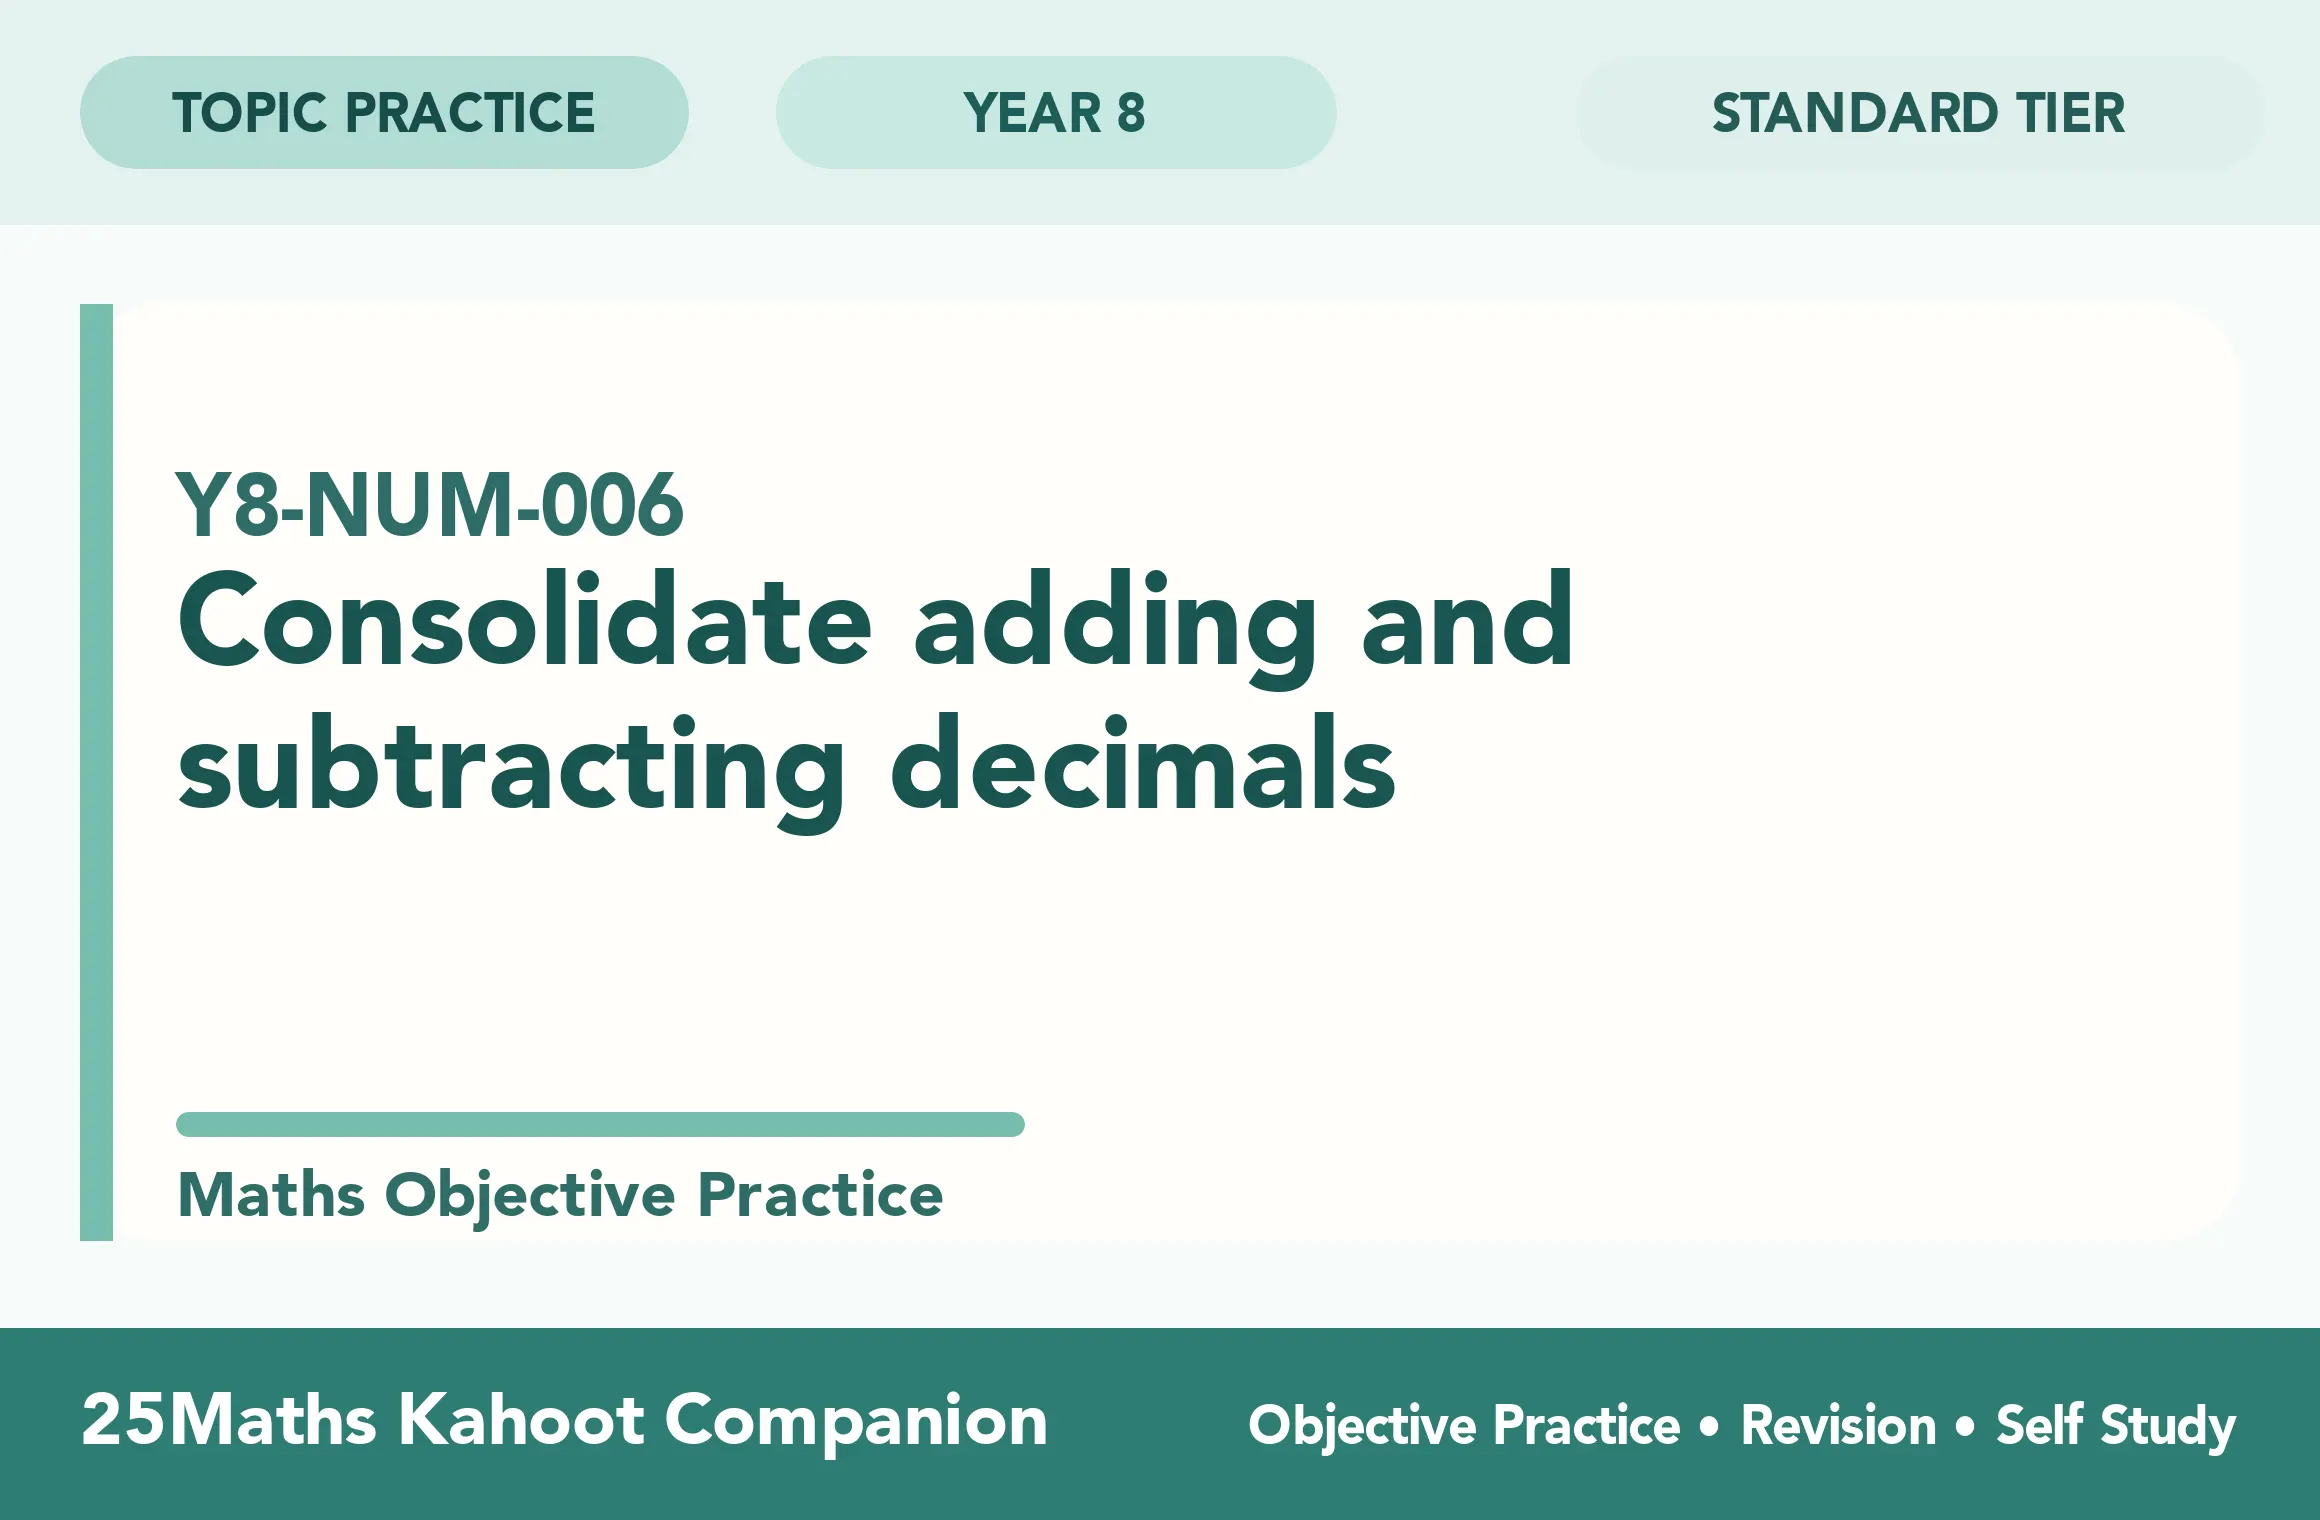 TOPIC PRACTICE
YEAR 8
STANDARD TIER
Y8-NUM-006
Consolidate adding and
subtracting decimals
Maths Objective Practice
25Maths Kahoot Companion
Objective Practice • Revision • Self Study